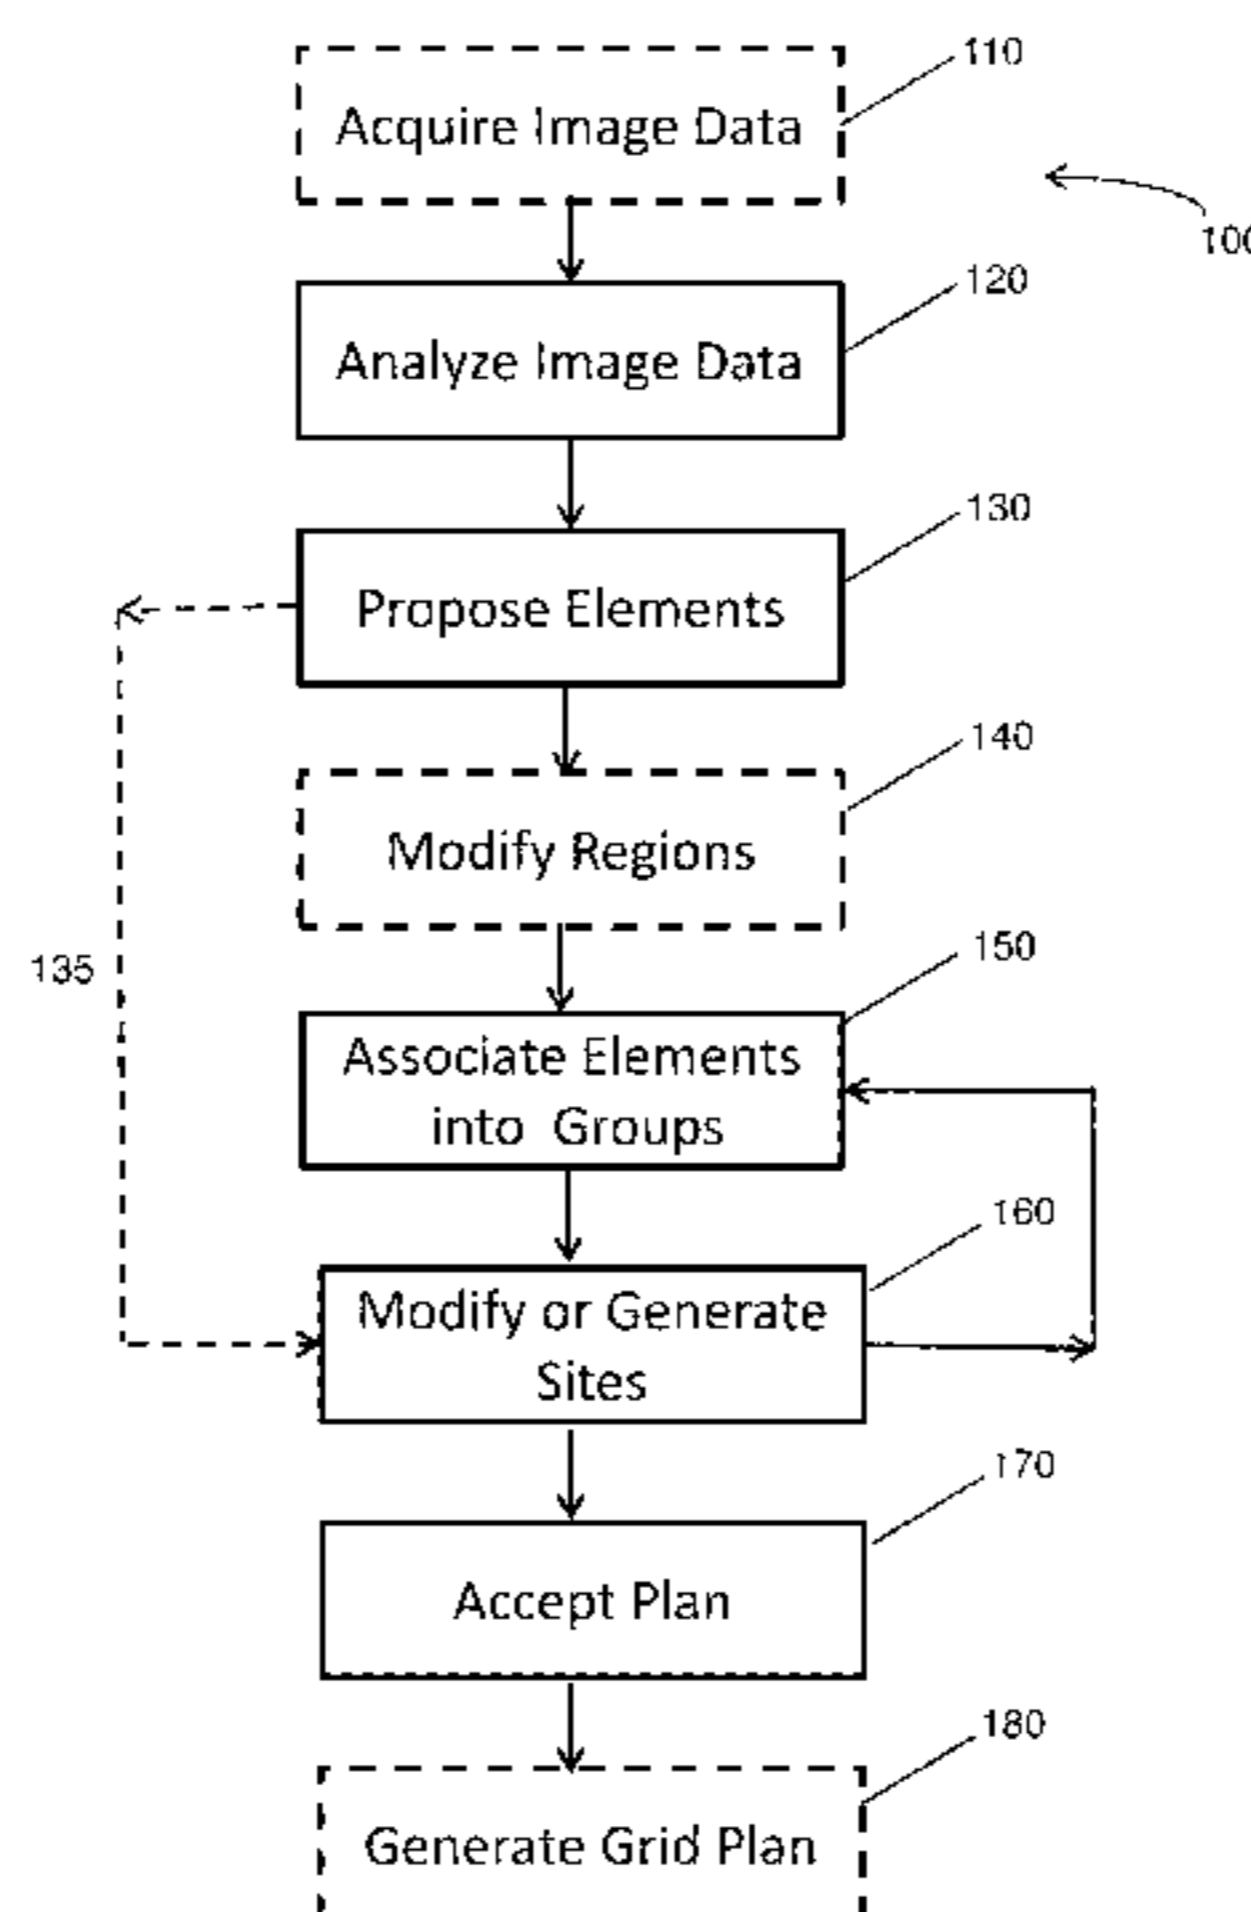 110
Acquire Image Data
100
120
Analyze Image Data
130
Propose Elements
140
Modify Regions
135
150
Associate Elements
into Groups
160
Modify or Generate
Sites
170
Accept Plan
180
Generate Grid Plan